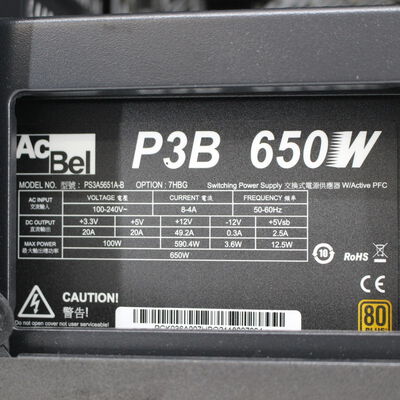 AcBel
P3B 650W
MODEL NO. 型號: PS3A5651A-B OPTION : 7HBG Switching Power Supply 交換式電源供應器 W/Active PFC
AC INPUT 交流輸入 VOLTAGE 電壓 CURRENT 電流 FREQUENCY 頻率
100-240V~ 8-4A 50-60Hz
DC OUTPUT 直流輸出 +3.3V +5V +12V -12V +5Vsb
20A 20A 49.2A 0.3A 2.5A
MAX POWER 最大輸出功率 100W 590.4W 3.6W 12.5W
650W
10 RoHS
CE
CAUTION!
警告!
Do not open cover not user serviceable!
80
PLUS